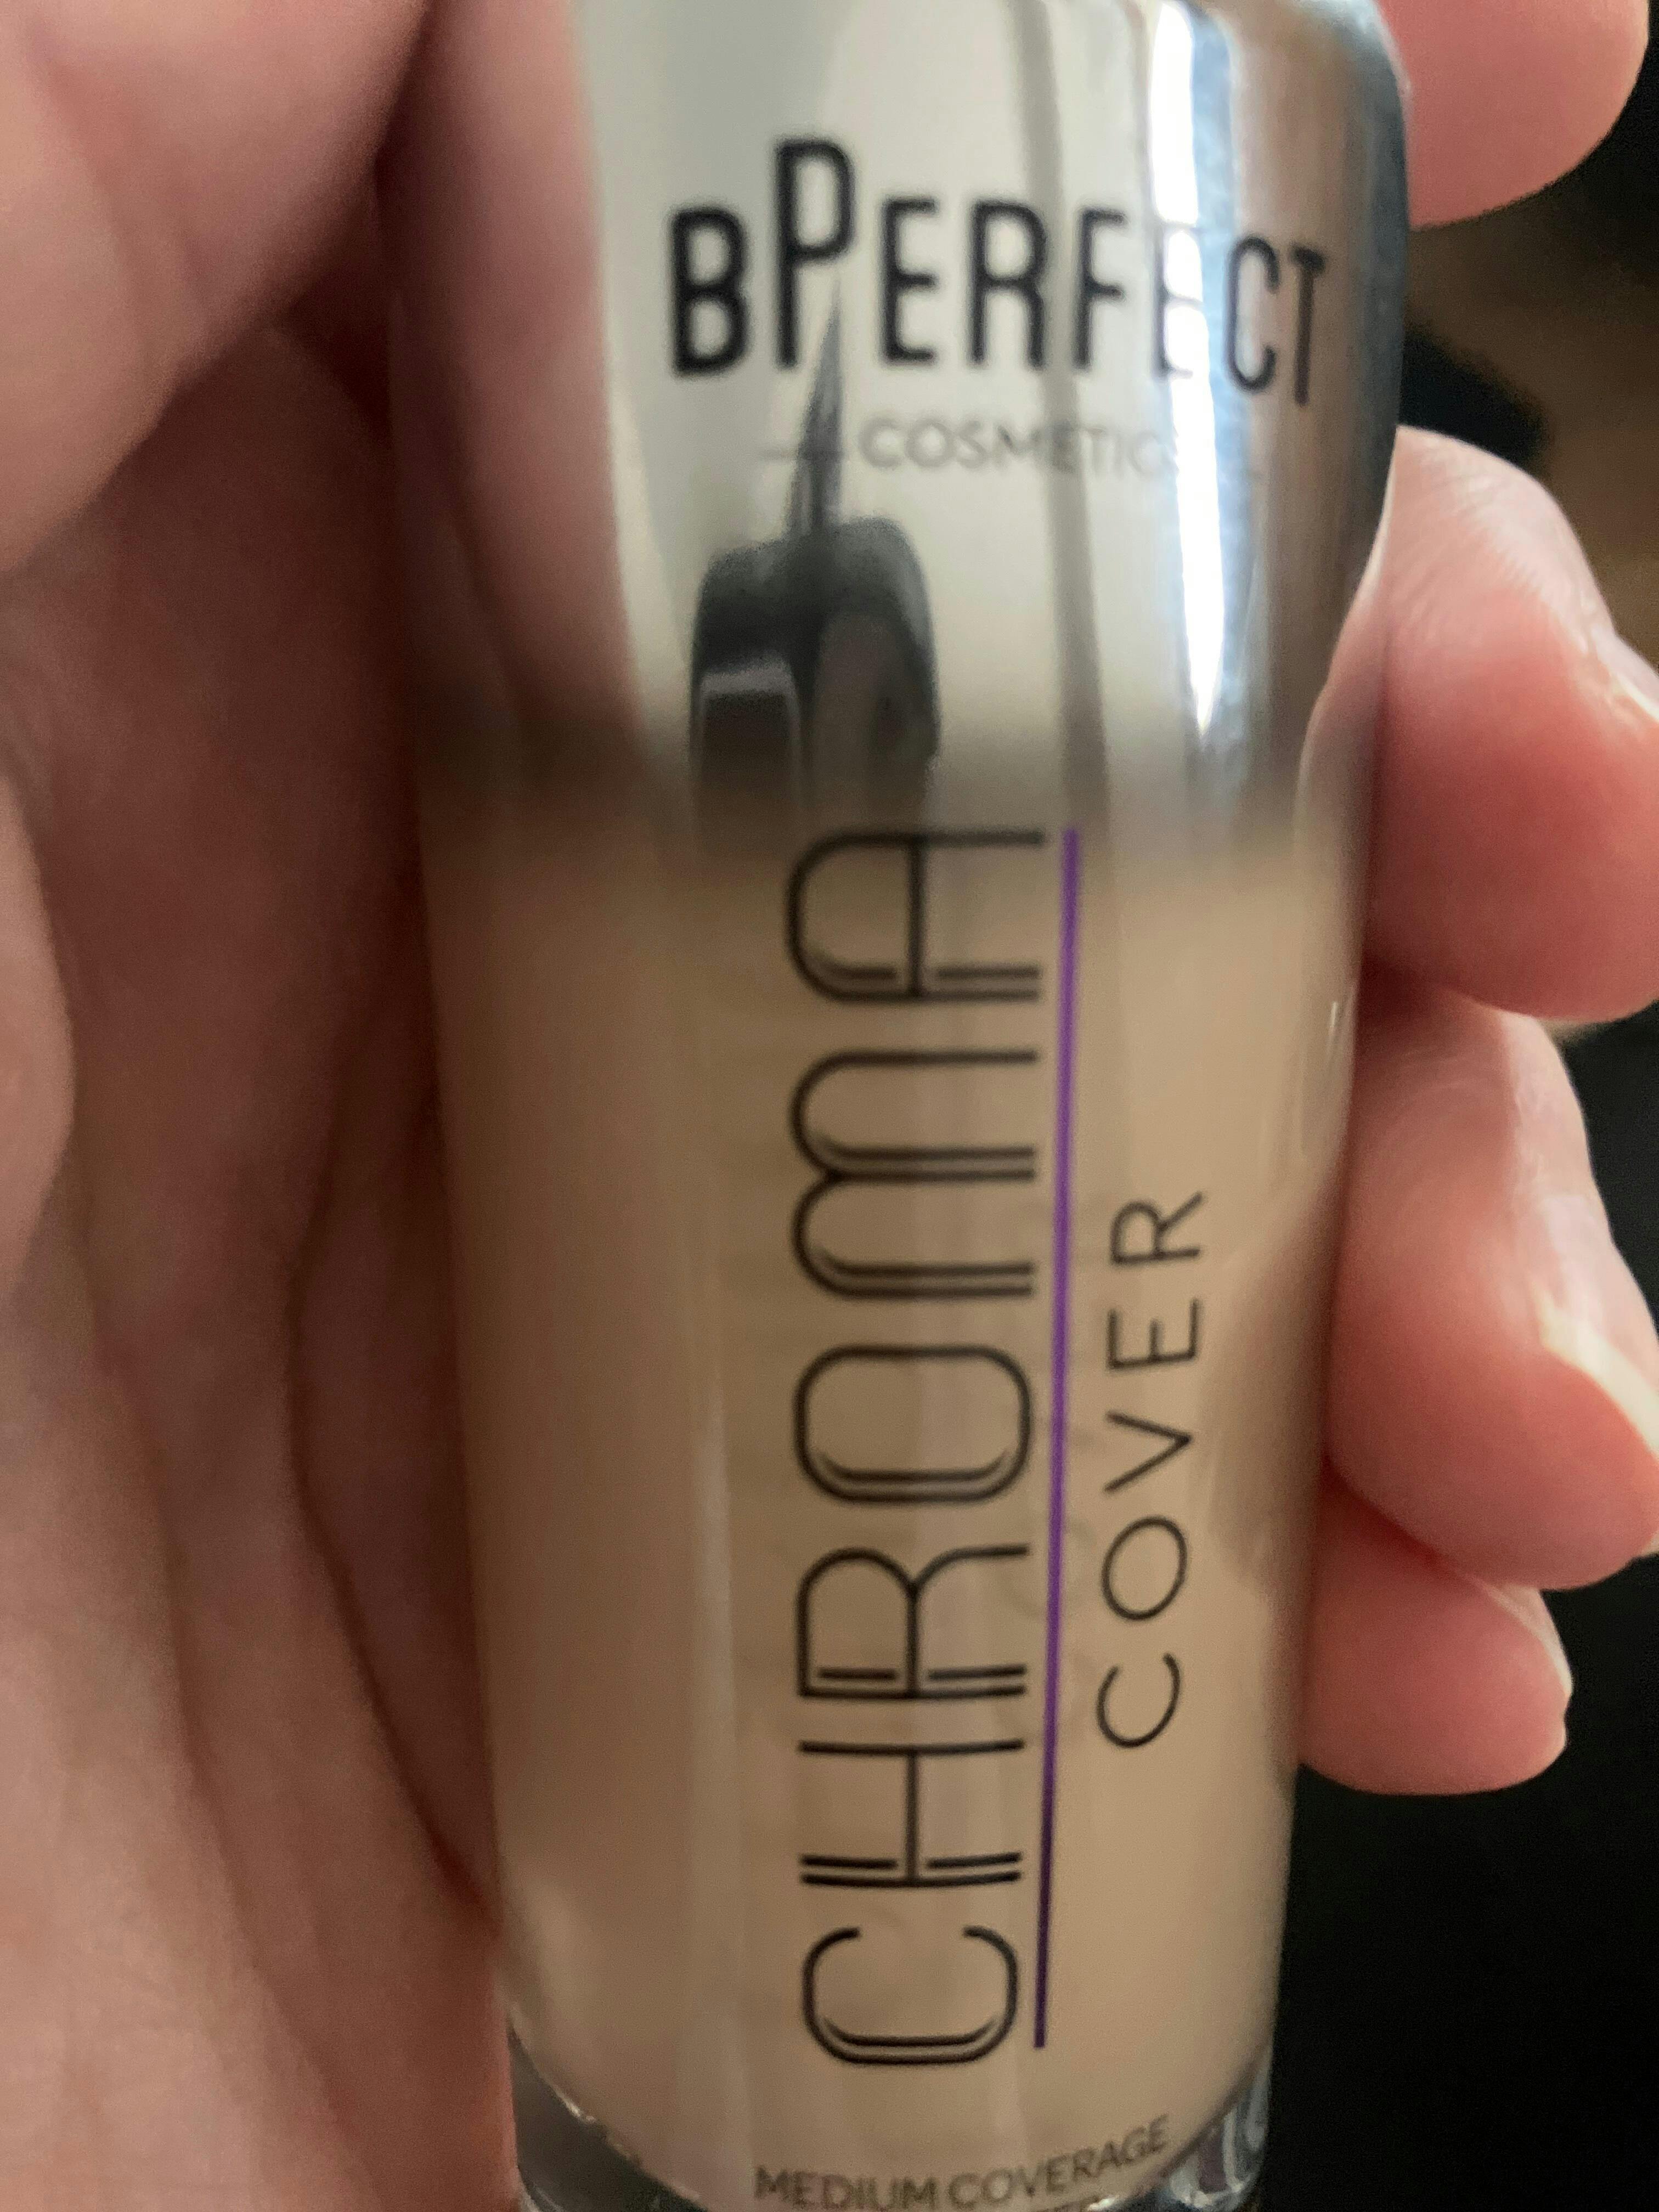 BPERFECT
COSMETICS
CHROMA
COVER
MEDIUM COVERAGE